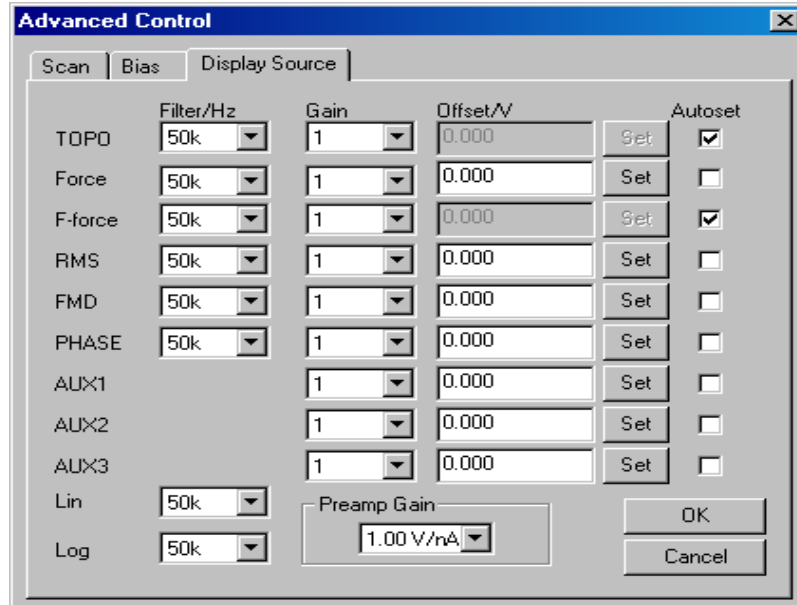 Advanced Control
Scan Bias Display Source
Filter/Hz Gain Offset/V Autoset
TOPO 50k 1 0.000 Set
Force 50k 1 0.000 Set
F-force 50k 1 0.000 Set
RMS 50k 1 0.000 Set
FMD 50k 1 0.000 Set
PHASE 50k 1 0.000 Set
AUX1 1 0.000 Set
AUX2 1 0.000 Set
AUX3 1 0.000 Set
Lin 50k Preamp Gain OK
Log 50k 1.00 V/nA Cancel